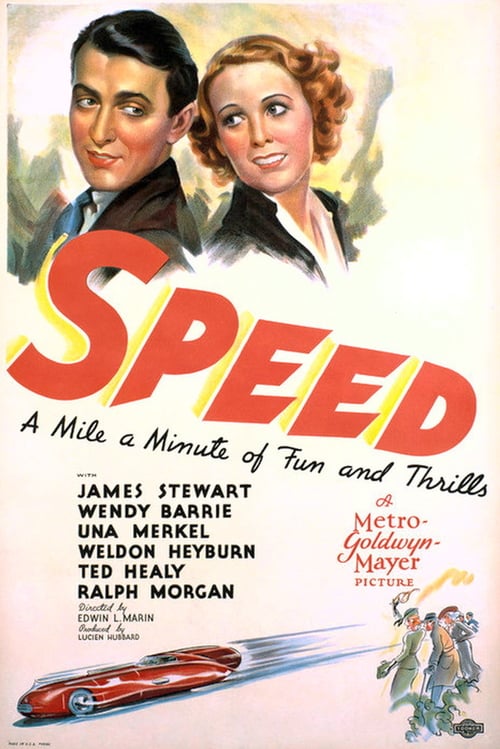 SPEED
A Mile a Minute of Fun and Thrills
WITH
JAMES STEWART
WENDY BARRIE
UNA MERKEL
WELDON HEYBURN
TED HEALY
RALPH MORGAN
Directed by
EDWIN L. MARIN
Produced by
LUCIEN HUBBARD
A
Metro-
Goldwyn-
Mayer
PICTURE